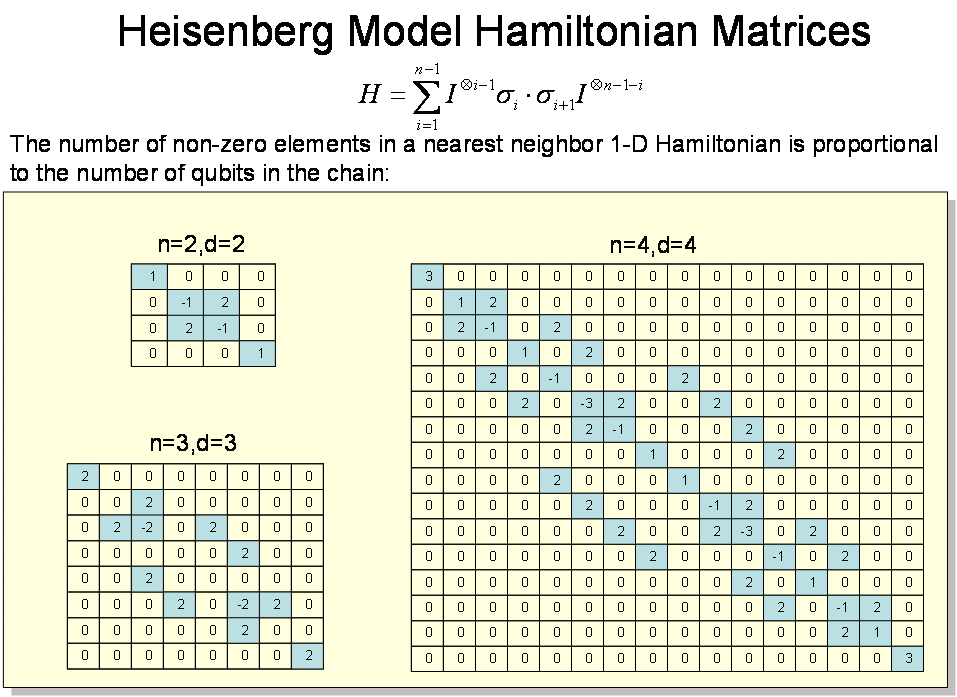 Heisenberg Model Hamiltonian Matrices
n−1
H = ∑ I^{⊗i−1} σ_i · σ_{i+1} I^{⊗n−1−i}
i=1
The number of non-zero elements in a nearest neighbor 1-D Hamiltonian is proportional
to the number of qubits in the chain:
n=2,d=2
1 0 0 0
0 -1 2 0
0 2 -1 0
0 0 0 1
n=3,d=3
2 0 0 0 0 0 0 0
0 0 2 0 0 0 0 0
0 2 -2 0 2 0 0 0
0 0 0 0 0 2 0 0
0 0 2 0 0 0 0 0
0 0 0 2 0 -2 2 0
0 0 0 0 0 2 0 0
0 0 0 0 0 0 0 2
n=4,d=4
3 0 0 0 0 0 0 0 0 0 0 0 0 0 0 0
0 1 2 0 0 0 0 0 0 0 0 0 0 0 0 0
0 2 -1 0 2 0 0 0 0 0 0 0 0 0 0 0
0 0 0 1 0 2 0 0 0 0 0 0 0 0 0 0
0 0 2 0 -1 0 0 0 2 0 0 0 0 0 0 0
0 0 0 2 0 -3 2 0 0 2 0 0 0 0 0 0
0 0 0 0 0 2 -1 0 0 0 2 0 0 0 0 0
0 0 0 0 0 0 0 1 0 0 0 2 0 0 0 0
0 0 0 0 2 0 0 0 1 0 0 0 0 0 0 0
0 0 0 0 0 2 0 0 0 -1 2 0 0 0 0 0
0 0 0 0 0 0 2 0 0 2 -3 0 2 0 0 0
0 0 0 0 0 0 0 2 0 0 0 -1 0 2 0 0
0 0 0 0 0 0 0 0 0 0 2 0 1 0 0 0
0 0 0 0 0 0 0 0 0 0 0 2 0 -1 2 0
0 0 0 0 0 0 0 0 0 0 0 0 0 2 1 0
0 0 0 0 0 0 0 0 0 0 0 0 0 0 0 3